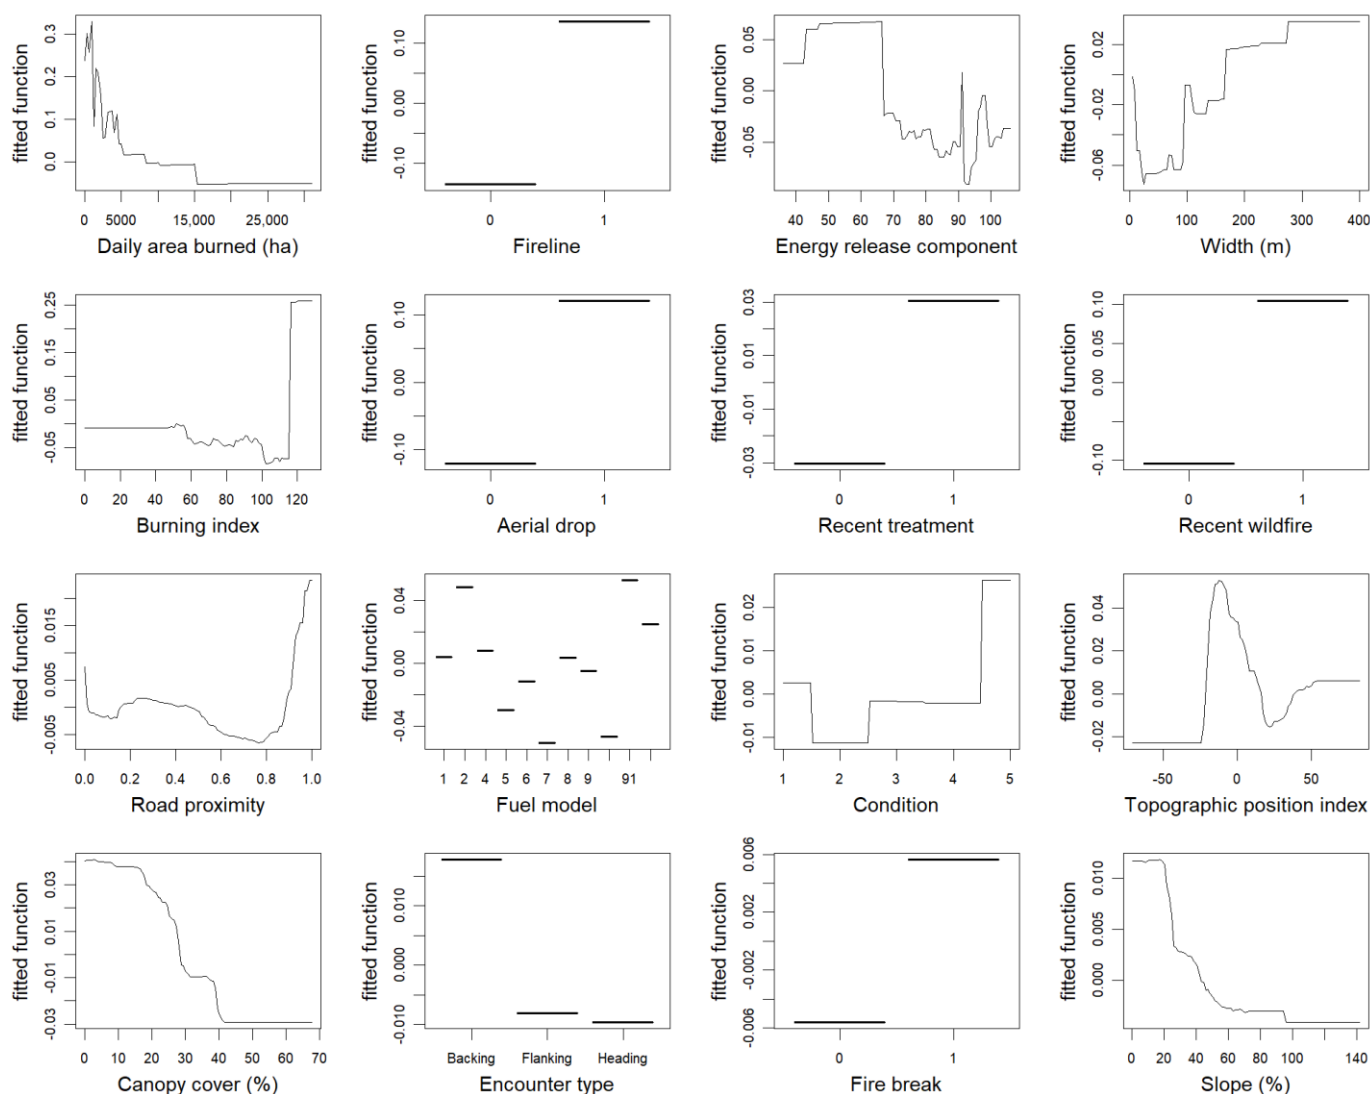 fitted function
0.0 0.1 0.2 0.3
0 5000 15,000 25,000
Daily area burned (ha)
fitted function
-0.10 0.00 0.10
0 1
Fireline
fitted function
-0.05 0.00 0.05
40 50 60 70 80 90 100
Energy release component
fitted function
-0.06 -0.02 0.02
0 100 200 300 400
Width (m)
fitted function
-0.05 0.05 0.15 0.25
0 20 40 60 80 100 120
Burning index
fitted function
-0.10 0.00 0.10
0 1
Aerial drop
fitted function
-0.03 -0.01 0.01 0.03
0 1
Recent treatment
fitted function
-0.10 0.00 0.05 0.10
0 1
Recent wildfire
fitted function
-0.005 0.005 0.015
0.0 0.2 0.4 0.6 0.8 1.0
Road proximity
fitted function
-0.04 0.00 0.04
1 2 4 5 6 7 8 9 91
Fuel model
fitted function
-0.01 0.00 0.01 0.02
1 2 3 4 5
Condition
fitted function
-0.02 0.00 0.02 0.04
-50 0 50
Topographic position index
fitted function
-0.03 -0.01 0.01 0.03
0 10 20 30 40 50 60 70
Canopy cover (%)
fitted function
-0.010 0.000 0.010
Backing Flanking Heading
Encounter type
fitted function
-0.006 -0.002 0.002 0.006
0 1
Fire break
fitted function
0.000 0.005 0.010
0 20 40 60 80 100 140
Slope (%)